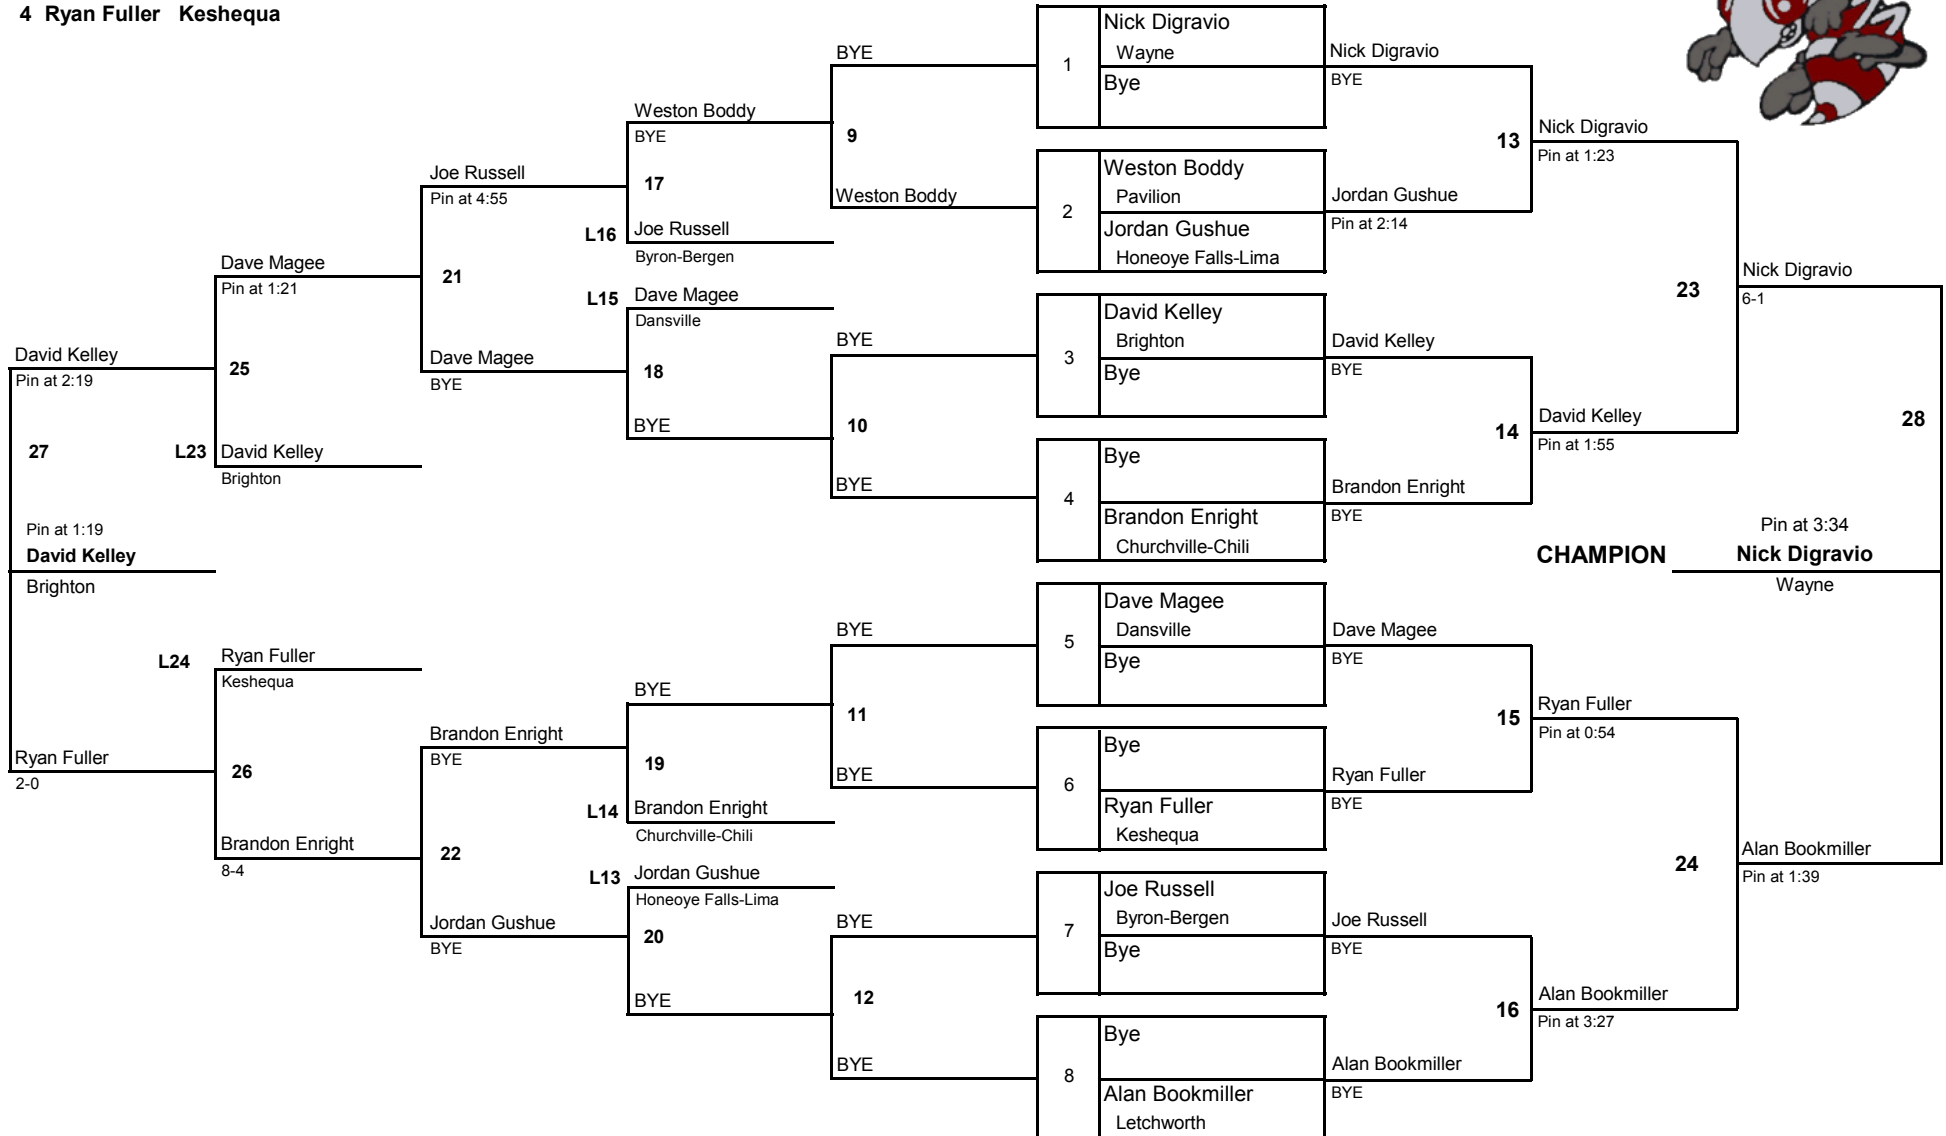 4 Ryan Fuller Keshequa
David Kelley
Pin at 2:19
27
Pin at 1:19
David Kelley
Brighton
Ryan Fuller
2-0
Dave Magee
Pin at 1:21
25
L23 David Kelley
Brighton
L24 Ryan Fuller
Keshequa
26
Brandon Enright
8-4
Joe Russell
Pin at 4:55
21
Dave Magee
BYE
Brandon Enright
BYE
22
Jordan Gushue
BYE
Weston Boddy
BYE
17
L16 Joe Russell
Byron-Bergen
L15 Dave Magee
Dansville
18
BYE
BYE
19
L14 Brandon Enright
Churchville-Chili
L13 Jordan Gushue
Honeoye Falls-Lima
20
BYE
BYE
9
Weston Boddy
BYE
10
BYE
BYE
11
BYE
BYE
12
BYE
1
Nick Digravio
Wayne
Bye
2
Weston Boddy
Pavilion
Jordan Gushue
Honeoye Falls-Lima
3
David Kelley
Brighton
Bye
4
Bye
Brandon Enright
Churchville-Chili
5
Dave Magee
Dansville
Bye
6
Bye
Ryan Fuller
Keshequa
7
Joe Russell
Byron-Bergen
Bye
8
Bye
Alan Bookmiller
Letchworth
Nick Digravio
BYE
13
Jordan Gushue
Pin at 2:14
David Kelley
BYE
14
Brandon Enright
BYE
Dave Magee
BYE
15
Ryan Fuller
BYE
Joe Russell
BYE
16
Alan Bookmiller
BYE
Nick Digravio
Pin at 1:23
23
David Kelley
Pin at 1:55
Ryan Fuller
Pin at 0:54
24
Alan Bookmiller
Pin at 3:27
Nick Digravio
6-1
28
Pin at 3:34
CHAMPION Nick Digravio
Wayne
Alan Bookmiller
Pin at 1:39